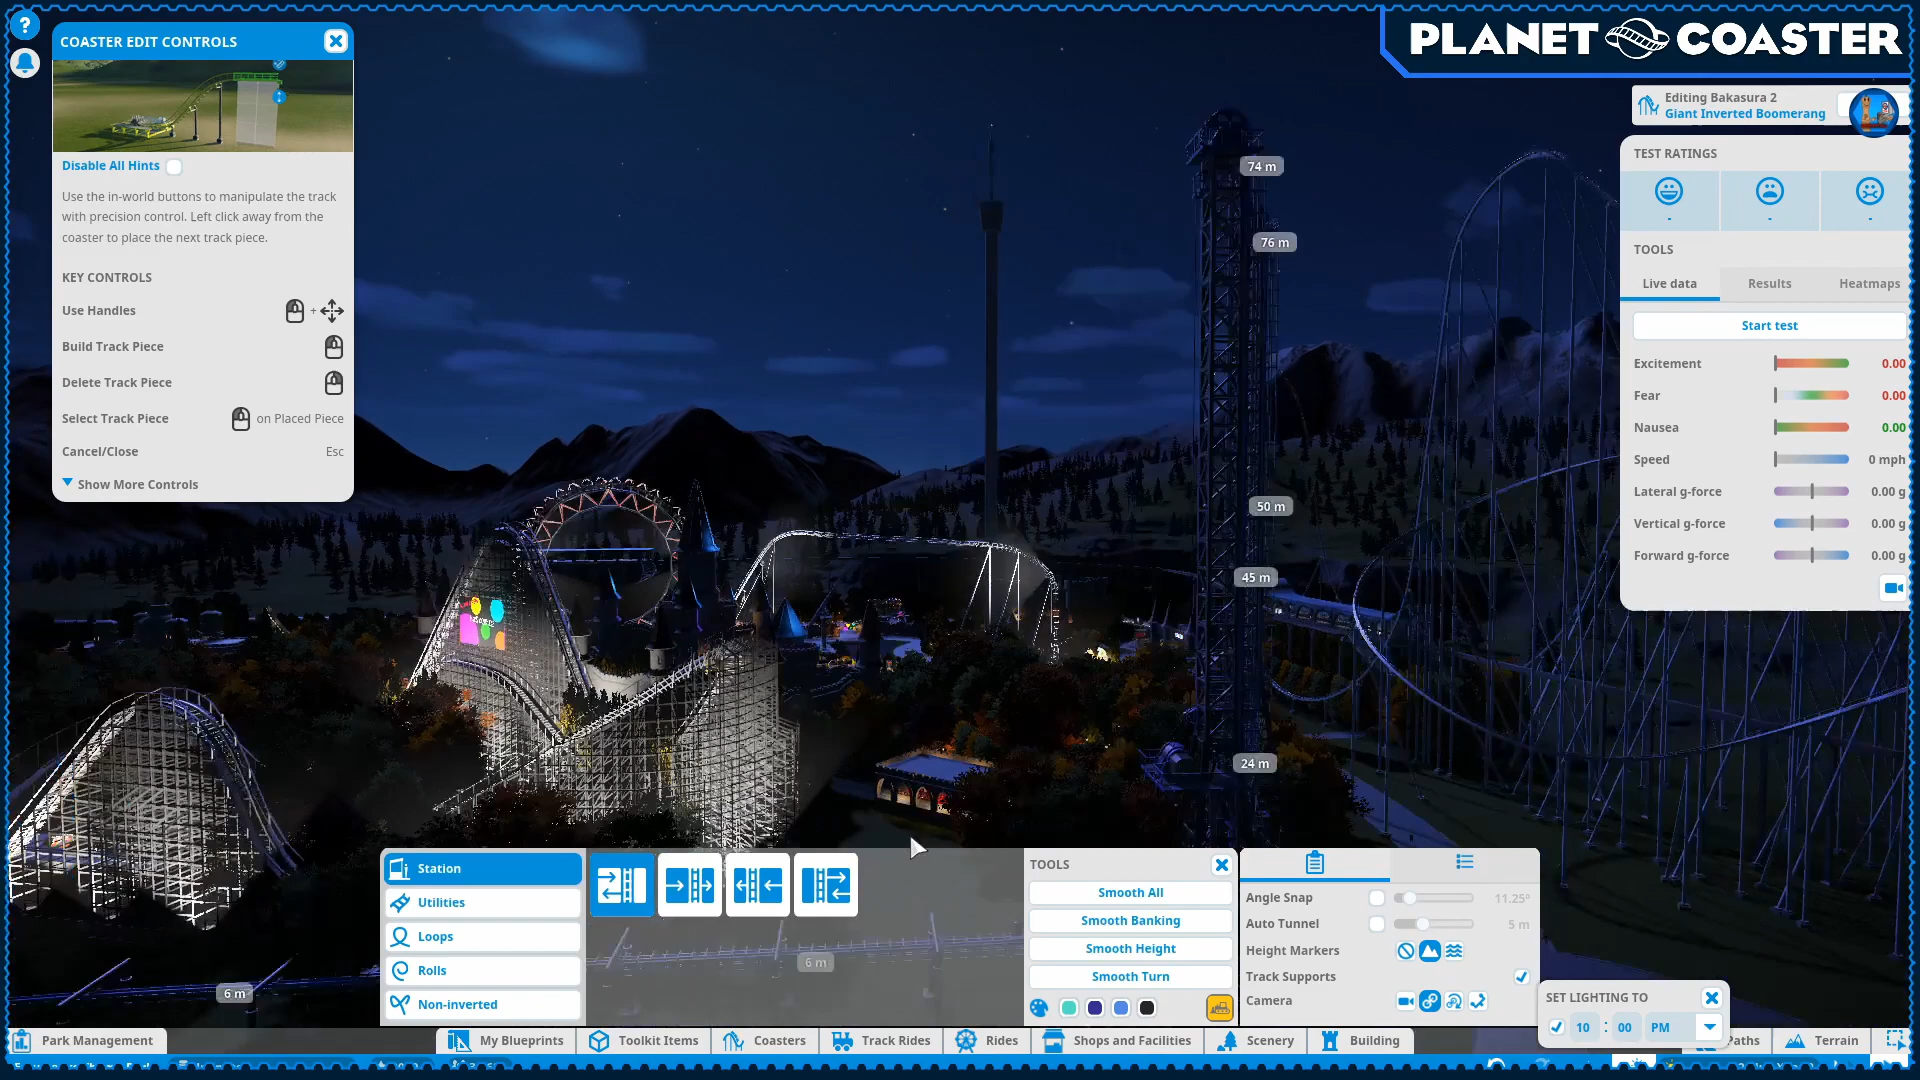 ?
COASTER EDIT CONTROLS
Disable All Hints
Use the in-world buttons to manipulate the track
with precision control. Left click away from the
coaster to place the next track piece.
KEY CONTROLS
Use Handles +
Build Track Piece
Delete Track Piece
Select Track Piece on Placed Piece
Cancel/Close Esc
Show More Controls
PLANET COASTER
Editing Bakasura 2
Giant Inverted Boomerang
TEST RATINGS
- - -
TOOLS
Live data Results Heatmaps
Start test
Excitement 0.00
Fear 0.00
Nausea 0.00
Speed 0 mph
Lateral g-force 0.00 g
Vertical g-force 0.00 g
Forward g-force 0.00 g
74 m
76 m
50 m
45 m
24 m
6 m
6 m
Station
Utilities
Loops
Rolls
Non-inverted
TOOLS
Smooth All
Smooth Banking
Smooth Height
Smooth Turn
Angle Snap 11.25°
Auto Tunnel 5 m
Height Markers
Track Supports
Camera
SET LIGHTING TO
10 : 00 PM
Park Management
My Blueprints
Toolkit Items
Coasters
Track Rides
Rides
Shops and Facilities
Scenery
Building
Paths
Terrain